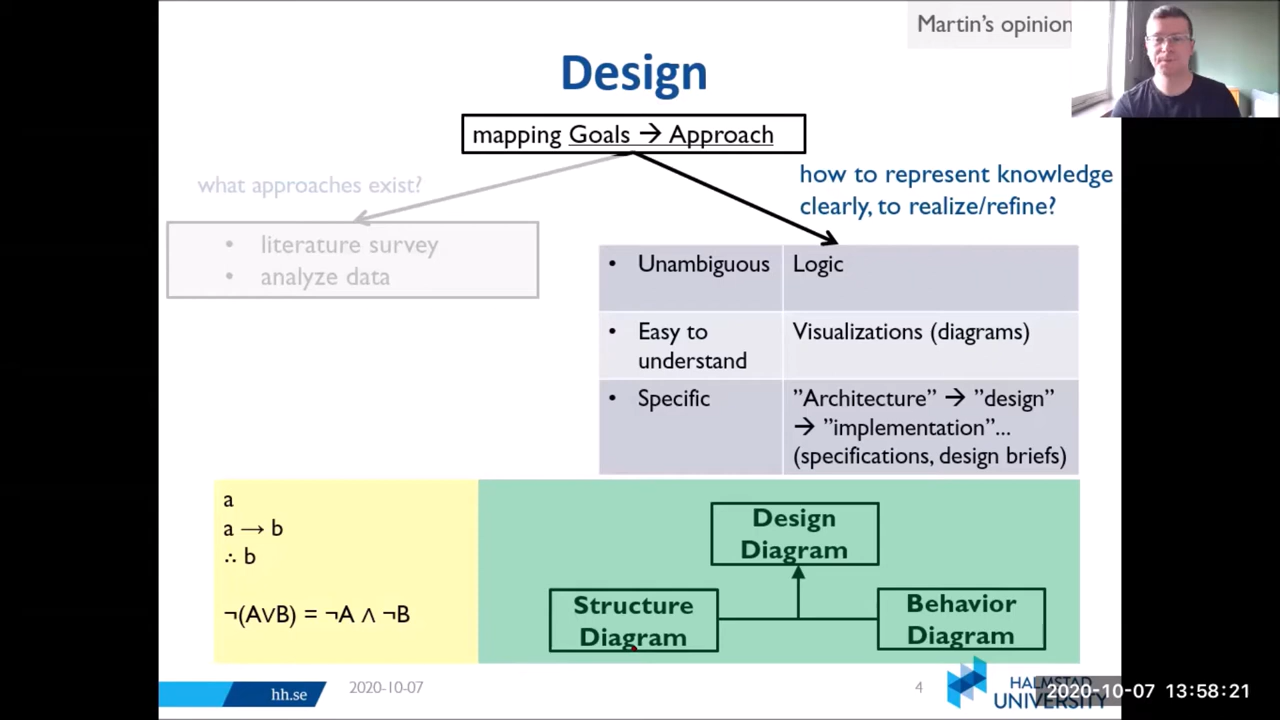 Martin's opinion
Design
mapping Goals → Approach
what approaches exist?
how to represent knowledge
clearly, to realize/refine?
• literature survey
• analyze data
• Unambiguous
Logic
• Easy to
understand
Visualizations (diagrams)
• Specific
”Architecture” → ”design”
→ ”implementation”...
(specifications, design briefs)
a
a → b
∴ b
¬(A∨B) = ¬A ∧ ¬B
Design
Diagram
Structure
Diagram
Behavior
Diagram
hh.se
2020-10-07
4
UNIVERSITY
2020-10-07 13:58:21